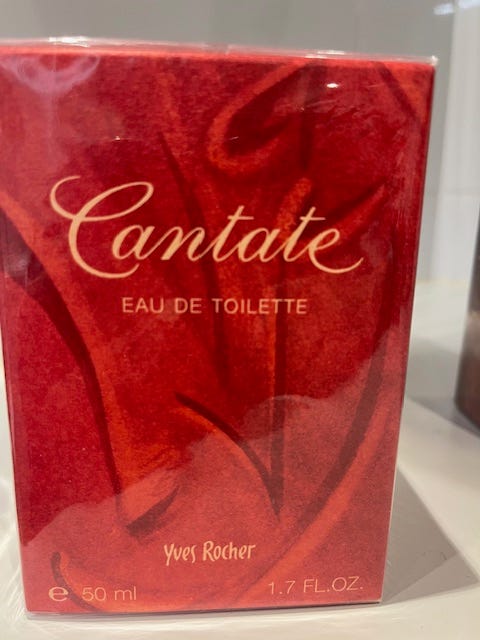 Cantate
EAU DE TOILETTE
Yves Rocher
e 50 ml 1.7 FL.OZ.